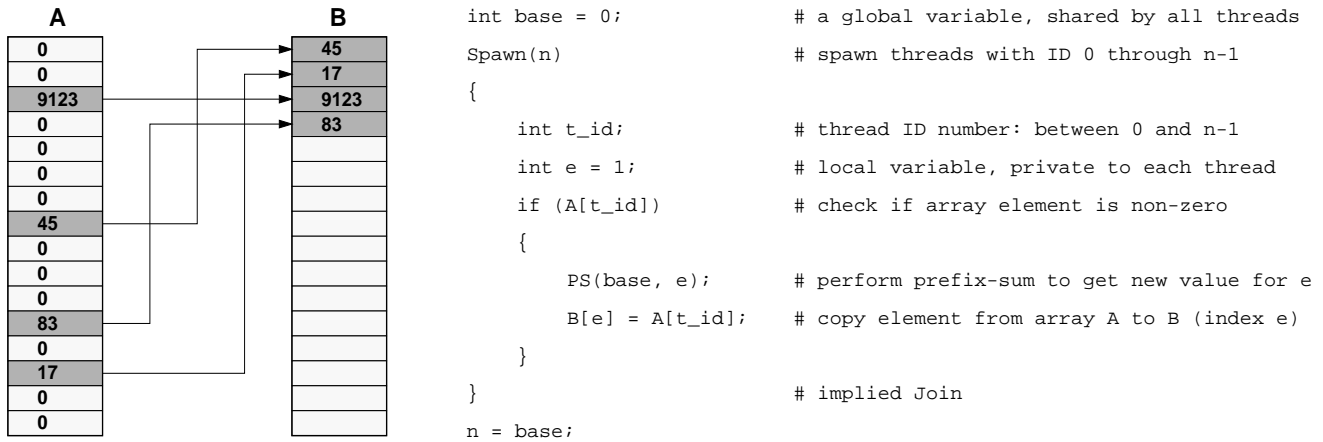 A
0
0
9123
0
0
0
0
45
0
0
0
83
0
17
0
0
B
45
17
9123
83
int base = 0; # a global variable, shared by all threads
Spawn(n) # spawn threads with ID 0 through n-1
{
int t_id; # thread ID number: between 0 and n-1
int e = 1; # local variable, private to each thread
if (A[t_id]) # check if array element is non-zero
{
PS(base, e); # perform prefix-sum to get new value for e
B[e] = A[t_id]; # copy element from array A to B (index e)
}
} # implied Join
n = base;